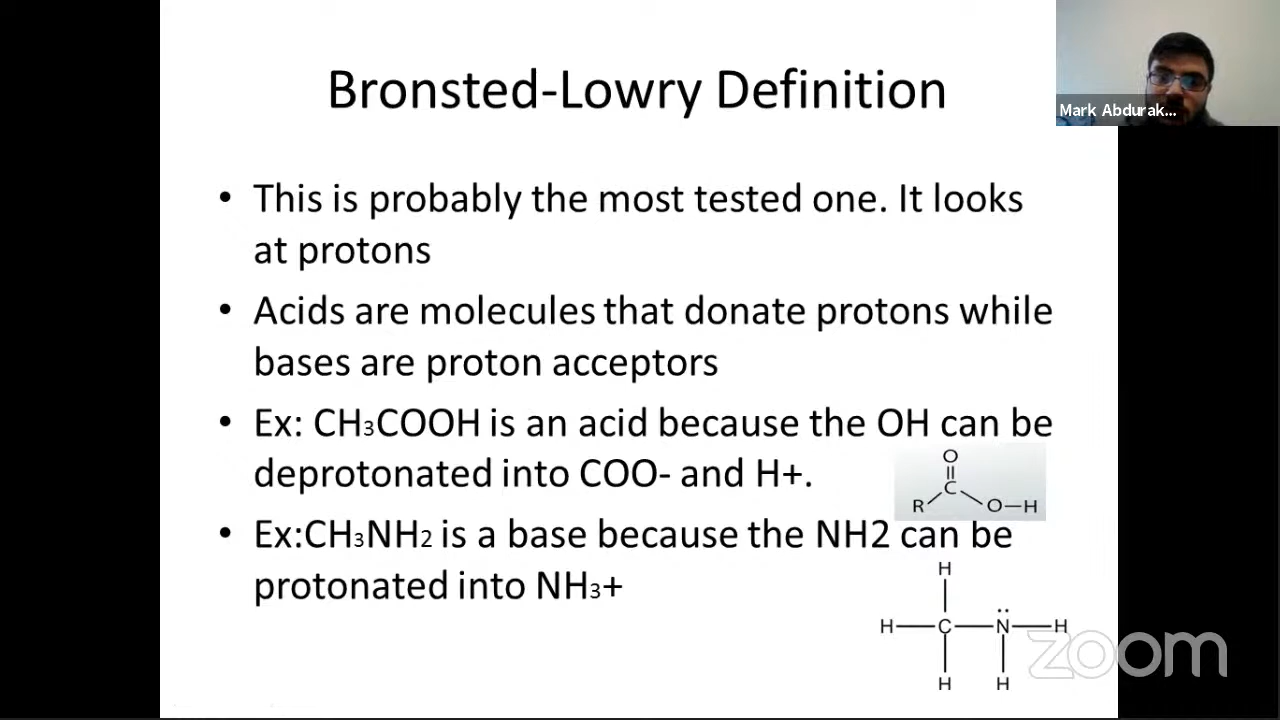 Bronsted-Lowry Definition
Mark Abdurak...
• This is probably the most tested one. It looks
at protons
• Acids are molecules that donate protons while
bases are proton acceptors
• Ex: CH₃COOH is an acid because the OH can be
deprotonated into COO- and H+.
O
C
R O—H
• Ex:CH₃NH₂ is a base because the NH2 can be
protonated into NH₃+
H
H—C—N—H
H H
zoom